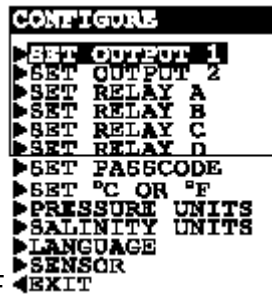 CONFIGURE
▶SET OUTPUT 1
▶SET OUTPUT 2
▶SET RELAY A
▶SET RELAY B
▶SET RELAY C
▶SET RELAY D
▶SET PASSCODE
▶SET °C OR °F
▶PRESSURE UNITS
▶SALINITY UNITS
▶LANGUAGE
▶SENSOR
◀EXIT